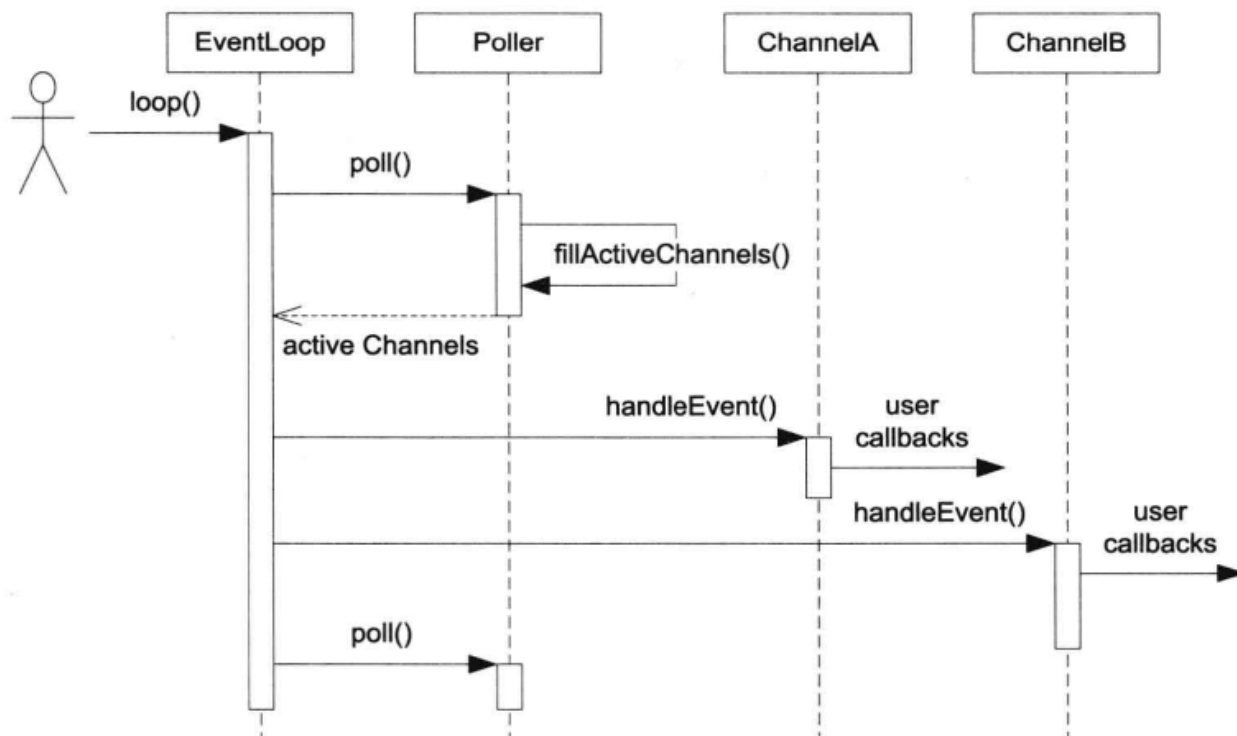 EventLoop
Poller
ChannelA
ChannelB
loop()
poll()
fillActiveChannels()
active Channels
handleEvent()
user
callbacks
handleEvent()
user
callbacks
poll()